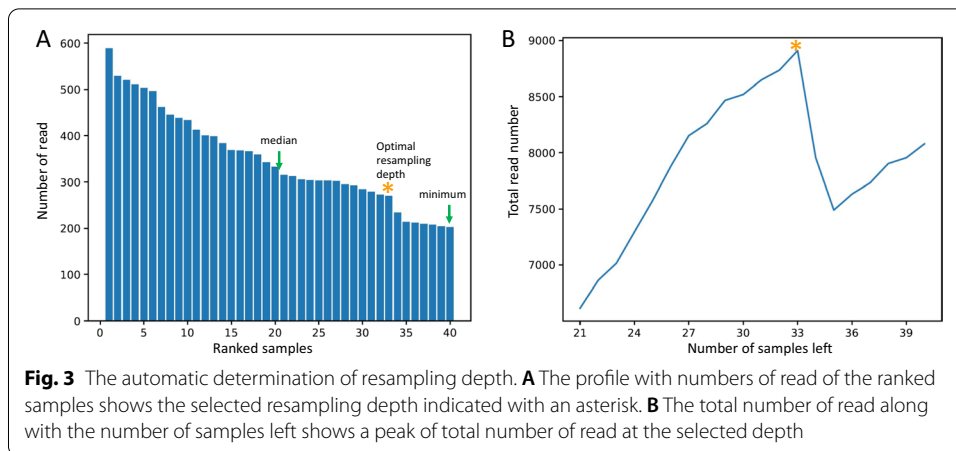 A
600
500
400
300
200
100
0
Number of read
median
Optimal
resampling
depth
*
minimum
0 5 10 15 20 25 30 35 40
Ranked samples
B
9000
8500
8000
7500
7000
Total read number
*
21 24 27 30 33 36 39
Number of samples left
Fig. 3 The automatic determination of resampling depth. A The profile with numbers of read of the ranked
samples shows the selected resampling depth indicated with an asterisk. B The total number of read along
with the number of samples left shows a peak of total number of read at the selected depth